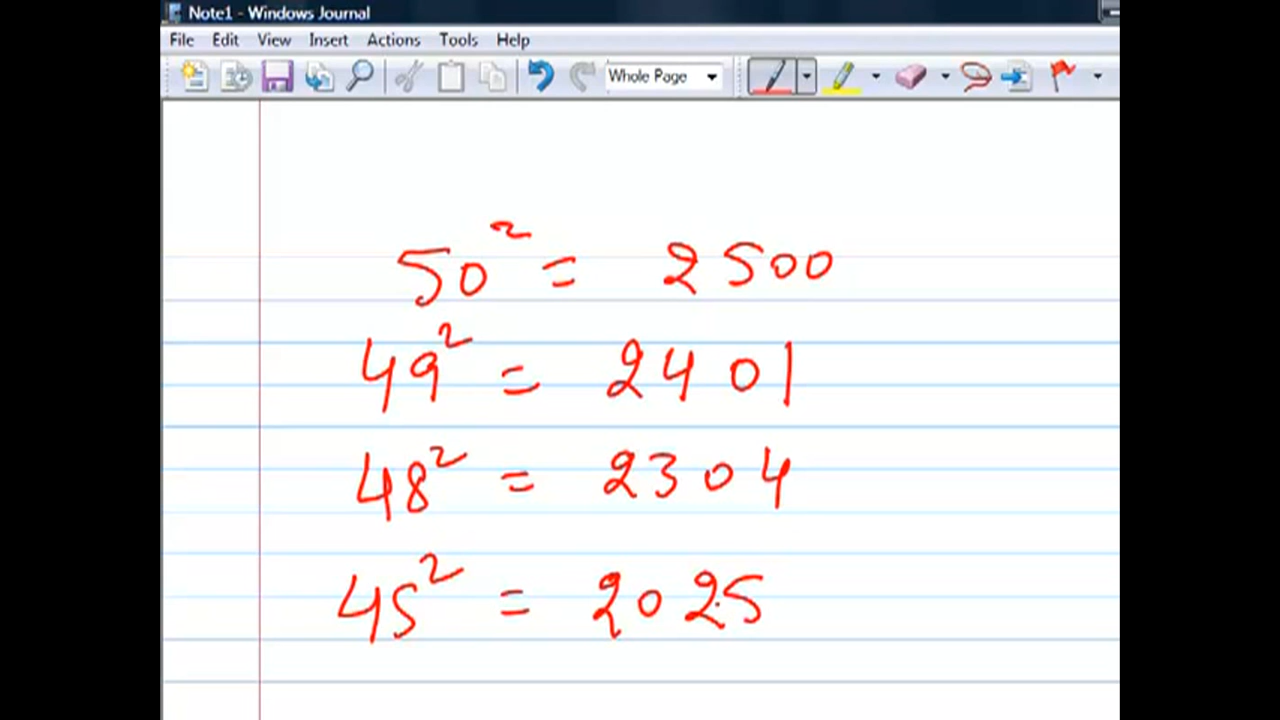 Note1 - Windows Journal
File Edit View Insert Actions Tools Help
Whole Page
50² = 2500
49² = 2401
48² = 2304
45² = 2025